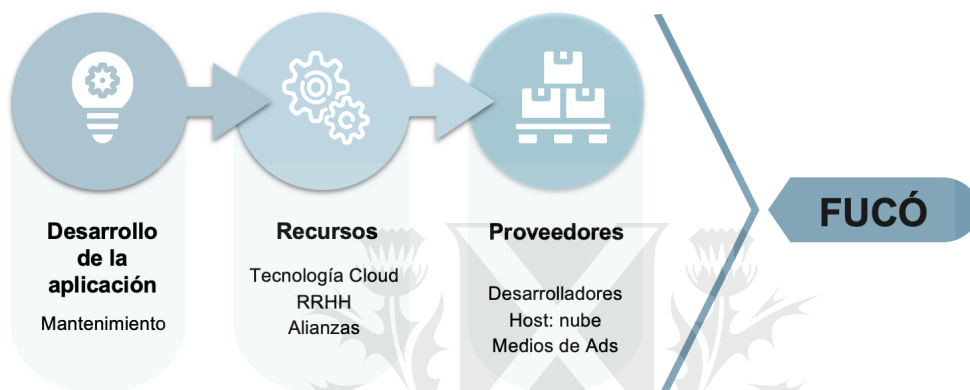 Desarrollo
de la
aplicación
Mantenimiento
Recursos
Tecnología Cloud
RRHH
Alianzas
Proveedores
Desarrolladores
Host: nube
Medios de Ads
FUCÓ